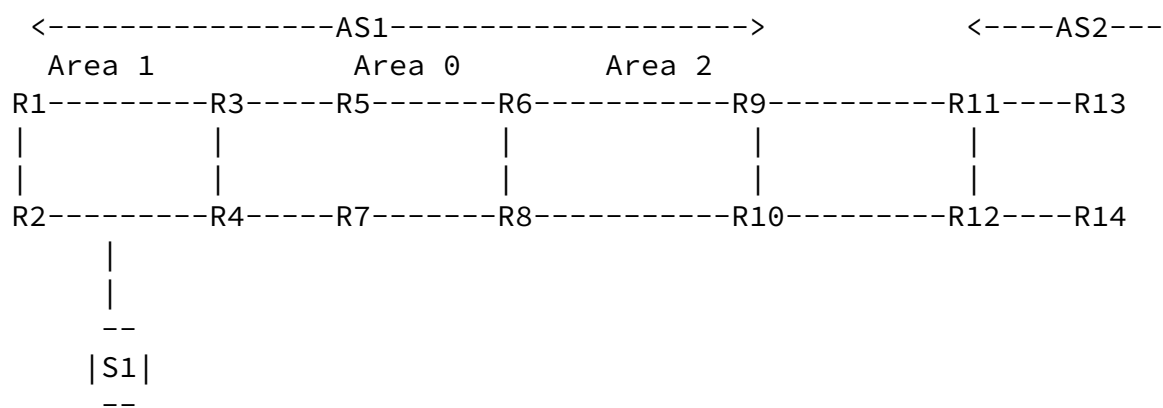 <---------------AS1------------------->           <----AS2---
Area 1           Area 0        Area 2
R1---------R3-----R5-------R6------------R9----------R11----R13
|          |               |             |           |
|          |               |             |           |
R2---------R4-----R7-------R8-----------R10---------R12----R14
|
|
--
|S1|
--